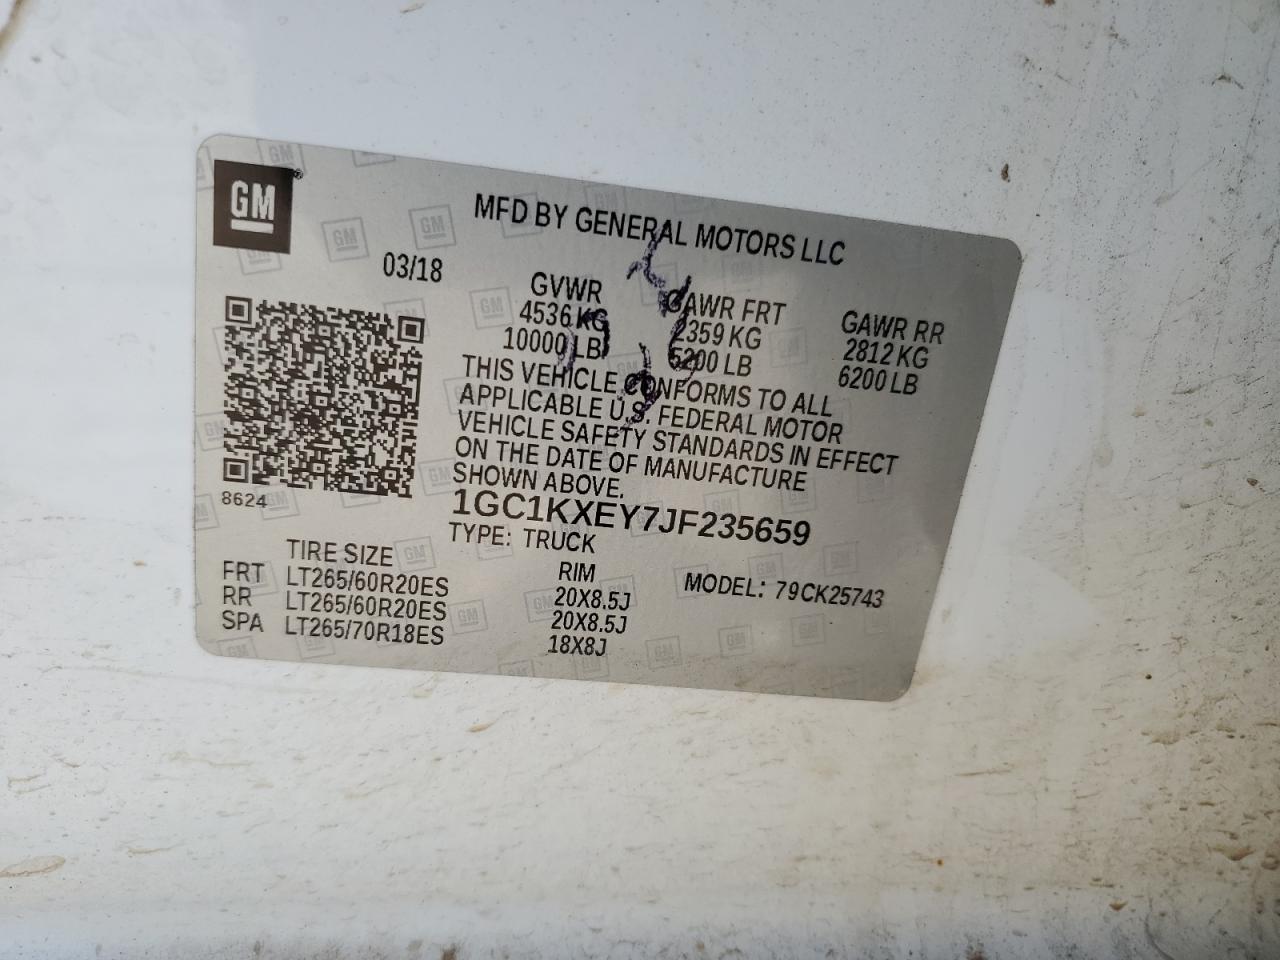 GM
MFD BY GENERAL MOTORS LLC
03/18
GVWR GAWR FRT GAWR RR
4536 KG 2359 KG 2812 KG
10000 LB 5200 LB 6200 LB
THIS VEHICLE CONFORMS TO ALL
APPLICABLE U.S. FEDERAL MOTOR
VEHICLE SAFETY STANDARDS IN EFFECT
ON THE DATE OF MANUFACTURE
SHOWN ABOVE.
8624
1GC1KXEY7JF235659
TYPE: TRUCK
MODEL: 79CK25743
TIRE SIZE RIM
FRT LT265/60R20ES 20X8.5J
RR LT265/60R20ES 20X8.5J
SPA LT265/70R18ES 18X8J